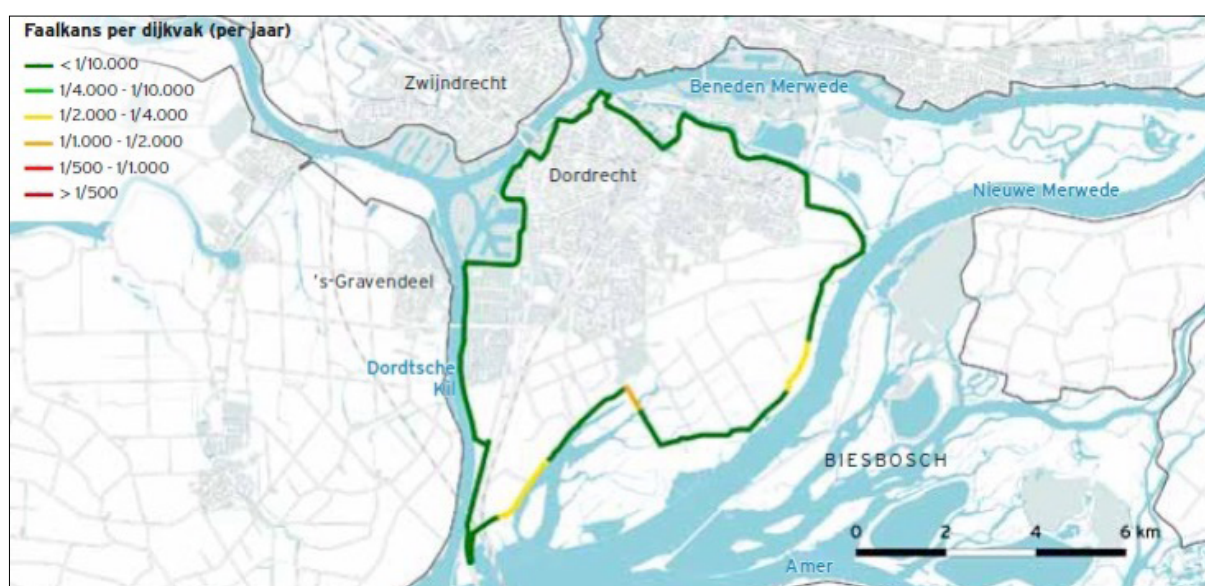 Faalkans per dijkvak (per jaar)
< 1/10.000
1/4.000 - 1/10.000
1/2.000 - 1/4.000
1/1.000 - 1/2.000
1/500 - 1/1.000
> 1/500
Zwijndrecht
Beneden Merwede
Dordrecht
Nieuwe Merwede
's-Gravendeel
Dordtsche
Kil
BIESBOSCH
0 2 4 6 km
Amer